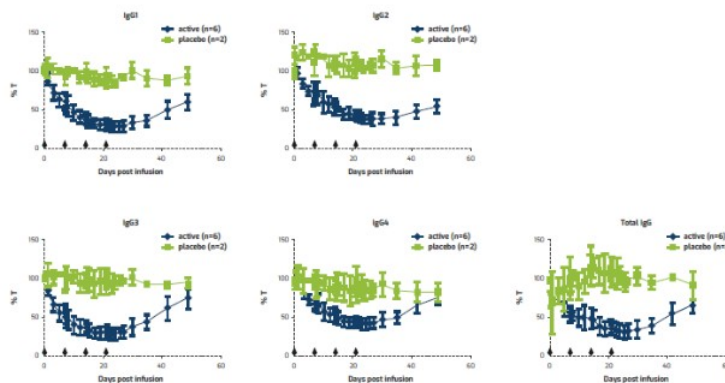 IgG1
active (n=6)
placebo (n=2)
150
100
50
0
% T
0
20
40
60
Days post infusion
IgG2
active (n=6)
placebo (n=2)
150
100
50
0
% T
0
20
40
60
Days post infusion
IgG3
active (n=6)
placebo (n=2)
150
100
50
0
% T
0
20
40
60
Days post infusion
IgG4
active (n=6)
placebo (n=2)
150
100
50
0
% T
0
20
40
60
Days post infusion
Total IgG
active (n=6)
placebo (n=
150
100
50
0
% T
0
20
40
Days post infusion